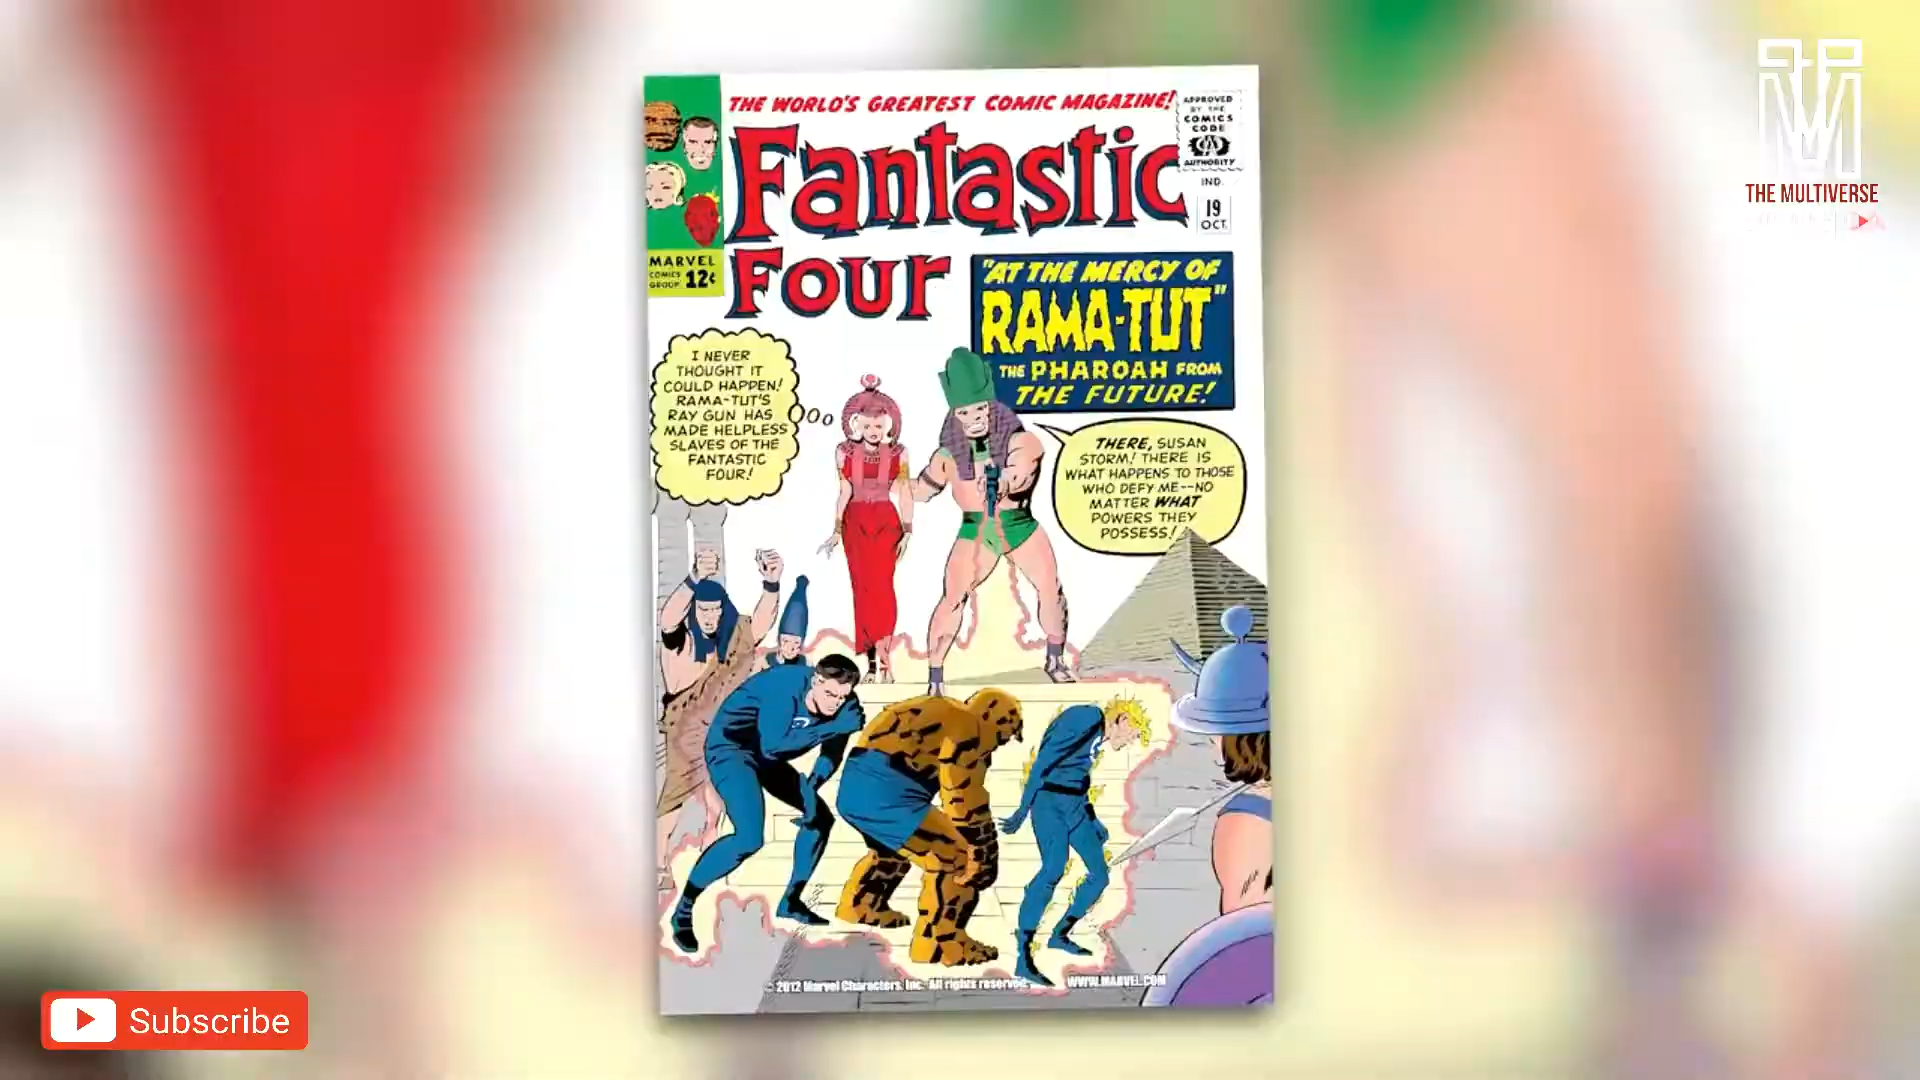 THE WORLD'S GREATEST COMIC MAGAZINE!
Fantastic
Four
APPROVED
BY THE
COMICS
CODE
AUTHORITY
IND.
19
OCT.
MARVEL
COMICS
GROUP
12¢
"AT THE MERCY OF
RAMA-TUT"
THE PHAROAH FROM
THE FUTURE!
I NEVER
THOUGHT IT
COULD HAPPEN!
RAMA-TUT'S
RAY GUN HAS
MADE HELPLESS
SLAVES OF THE
FANTASTIC
FOUR!
THERE, SUSAN
STORM! THERE IS
WHAT HAPPENS TO THOSE
WHO DEFY ME--NO
MATTER WHAT
POWERS THEY
POSSESS!
© 2012 Marvel Characters, Inc. All rights reserved.
WWW.MARVEL.COM
THE MULTIVERSE
Subscribe